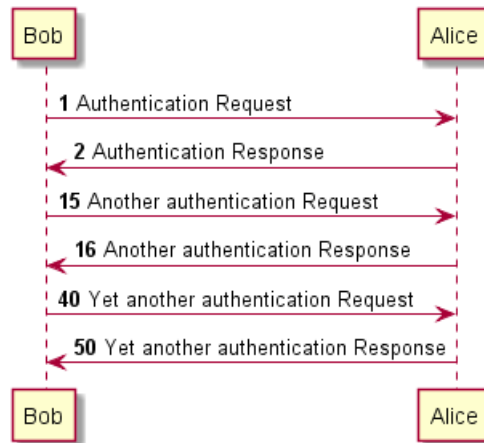 Bob Alice
1 Authentication Request
2 Authentication Response
15 Another authentication Request
16 Another authentication Response
40 Yet another authentication Request
50 Yet another authentication Response
Bob Alice